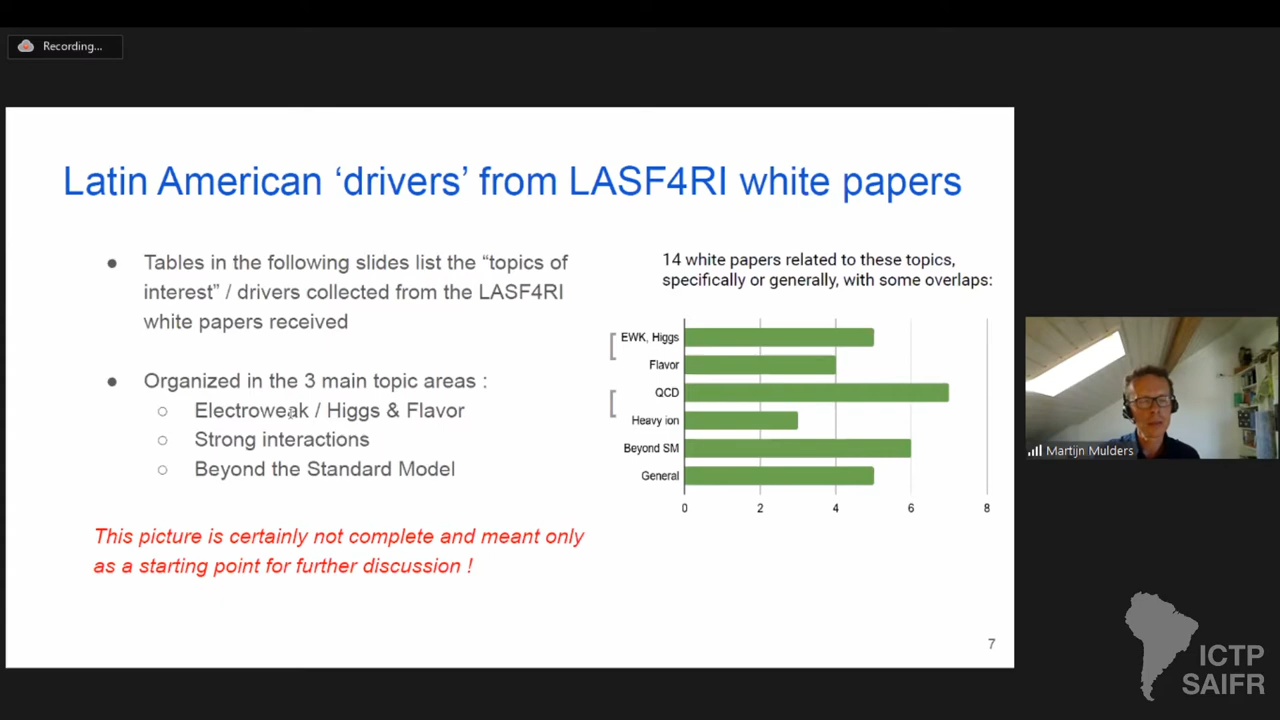 Recording...
Latin American ‘drivers’ from LASF4RI white papers
● Tables in the following slides list the “topics of
interest” / drivers collected from the LASF4RI
white papers received
● Organized in the 3 main topic areas :
○ Electroweak / Higgs & Flavor
○ Strong interactions
○ Beyond the Standard Model
This picture is certainly not complete and meant only
as a starting point for further discussion !
14 white papers related to these topics,
specifically or generally, with some overlaps:
EWK, Higgs
Flavor
QCD
Heavy ion
Beyond SM
General
0 2 4 6 8
7
Martijn Mulders
ICTP
SAIFR